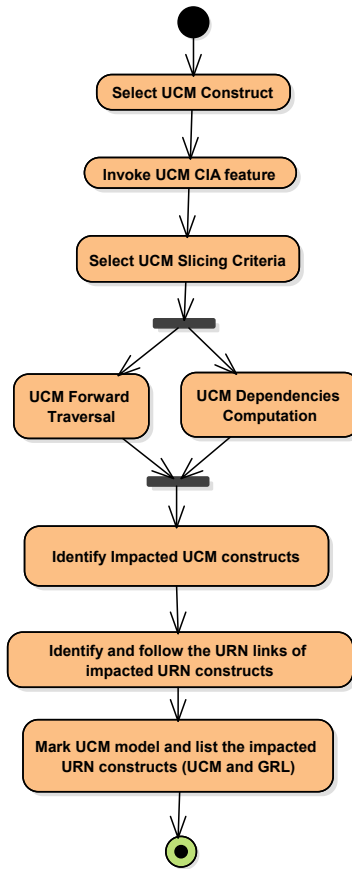 Select UCM Construct
Invoke UCM CIA feature
Select UCM Slicing Criteria
UCM Forward
Traversal
UCM Dependencies
Computation
Identify Impacted UCM constructs
Identify and follow the URN links of
impacted URN constructs
Mark UCM model and list the impacted
URN constructs (UCM and GRL)